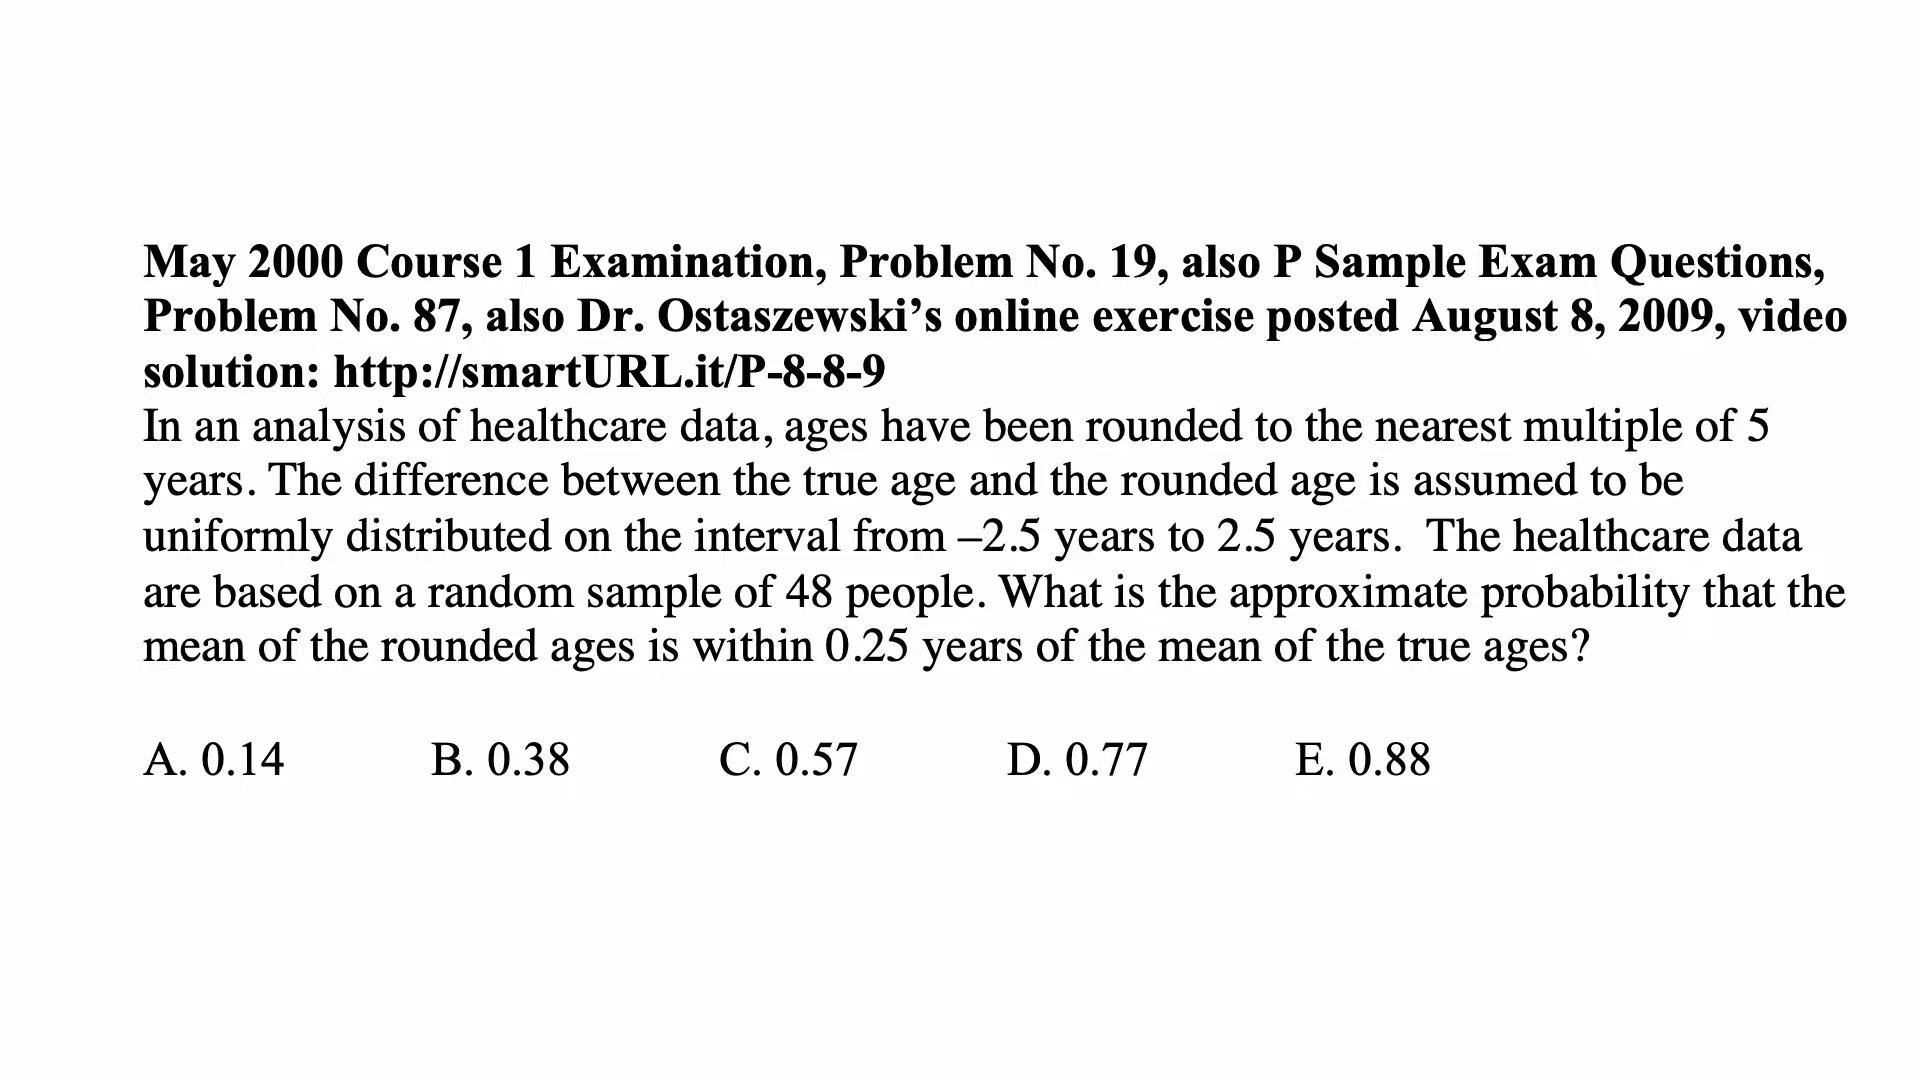 May 2000 Course 1 Examination, Problem No. 19, also P Sample Exam Questions,
Problem No. 87, also Dr. Ostaszewski’s online exercise posted August 8, 2009, video
solution: http://smartURL.it/P-8-8-9
In an analysis of healthcare data, ages have been rounded to the nearest multiple of 5
years. The difference between the true age and the rounded age is assumed to be
uniformly distributed on the interval from –2.5 years to 2.5 years. The healthcare data
are based on a random sample of 48 people. What is the approximate probability that the
mean of the rounded ages is within 0.25 years of the mean of the true ages?
A. 0.14 B. 0.38 C. 0.57 D. 0.77 E. 0.88